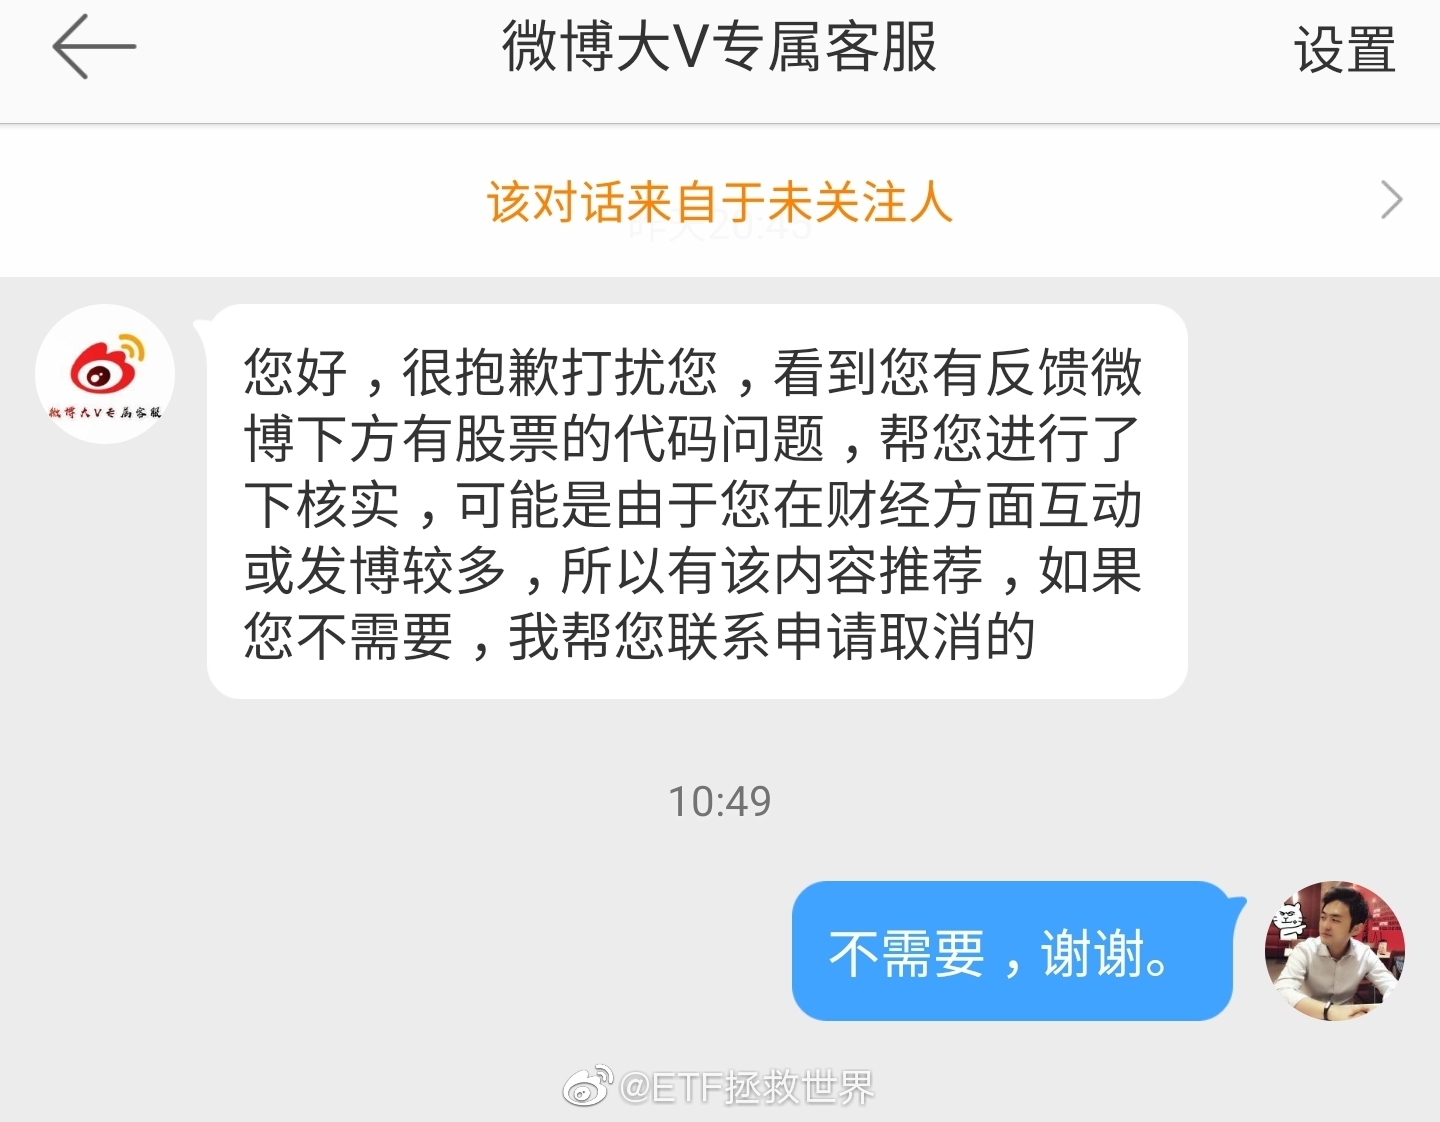 微博大V专属客服
设置
该对话来自于未关注人
昨天20:45
微博大V专属客服
您好，很抱歉打扰您，看到您有反馈微
博下方有股票的代码问题，帮您进行了
下核实，可能是由于您在财经方面互动
或发博较多，所以有该内容推荐，如果
您不需要，我帮您联系申请取消的
10:49
不需要，谢谢。
@ETF拯救世界